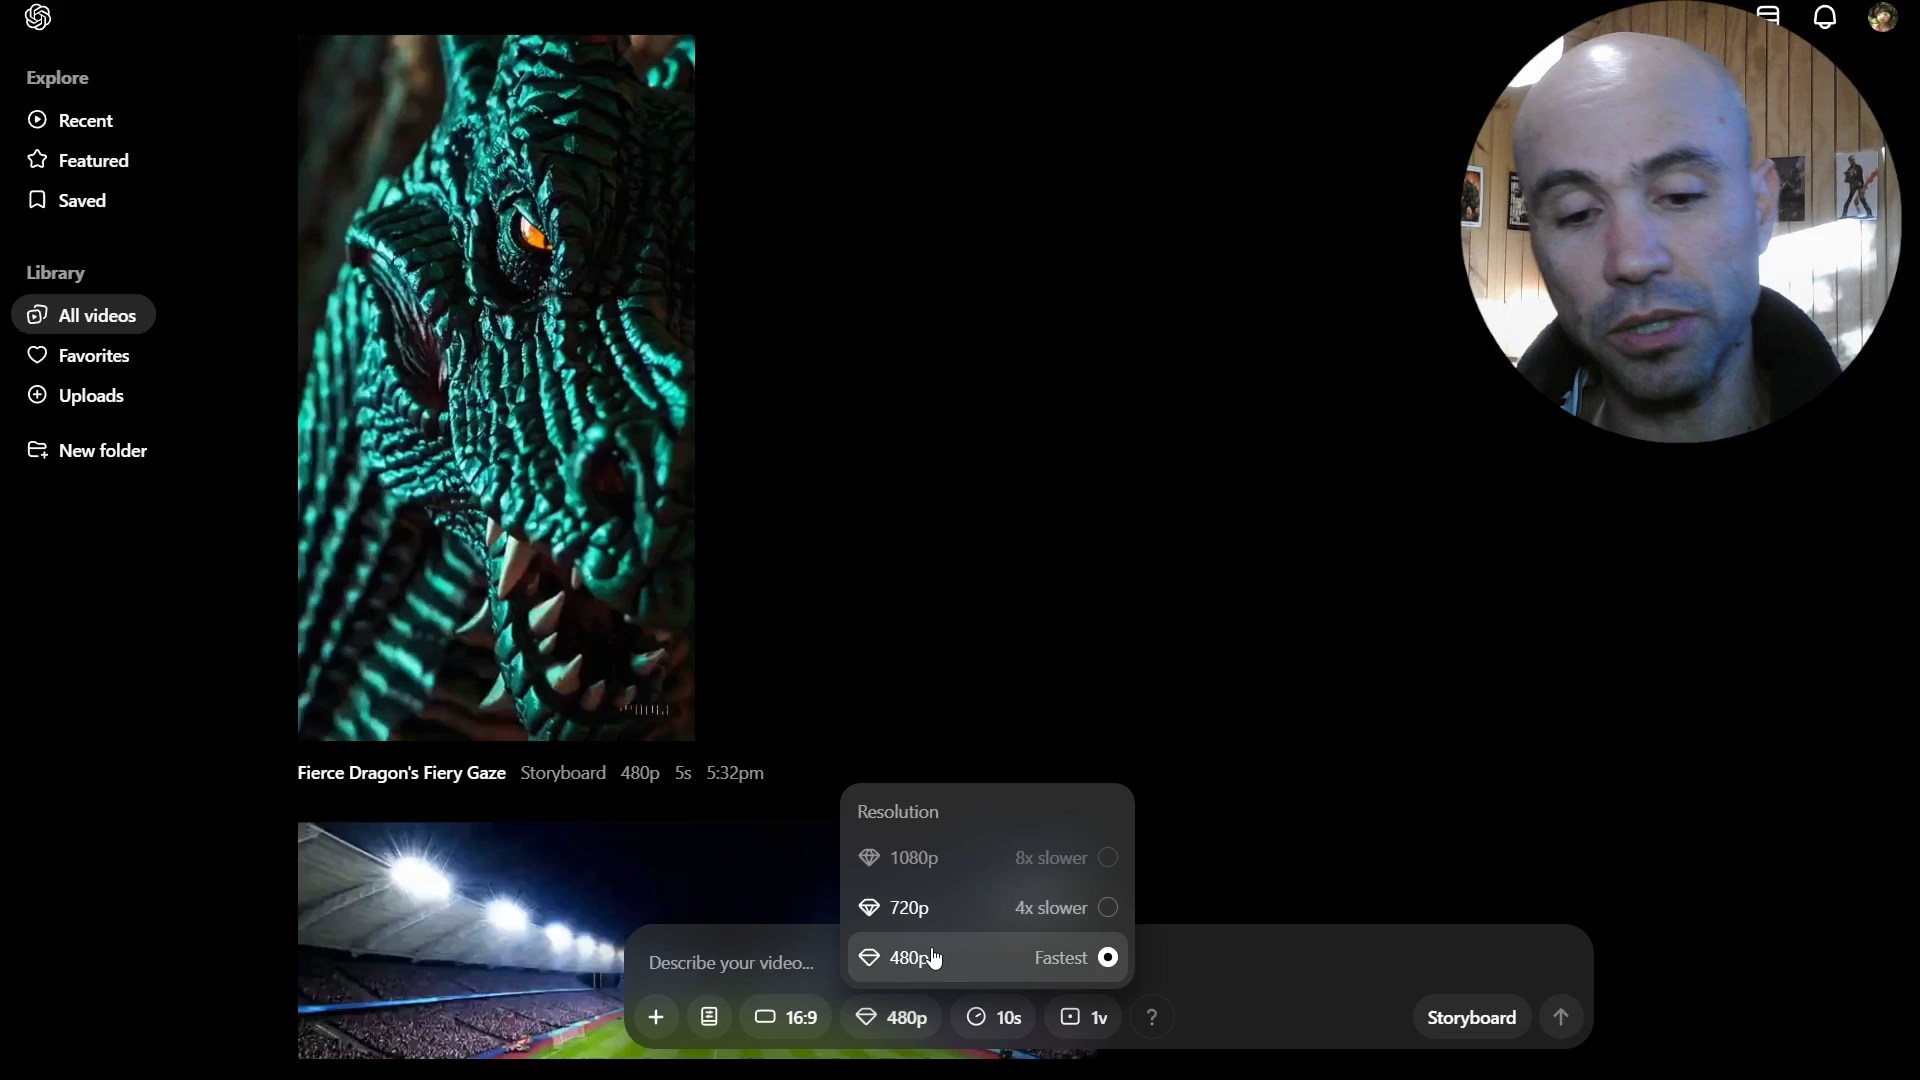 Explore
Recent
Featured
Saved
Library
All videos
Favorites
Uploads
New folder
Fierce Dragon's Fiery Gaze Storyboard 480p 5s 5:32pm
Resolution
1080p 8x slower
720p 4x slower
480p Fastest
Describe your video...
16:9 480p 10s 1v ? Storyboard